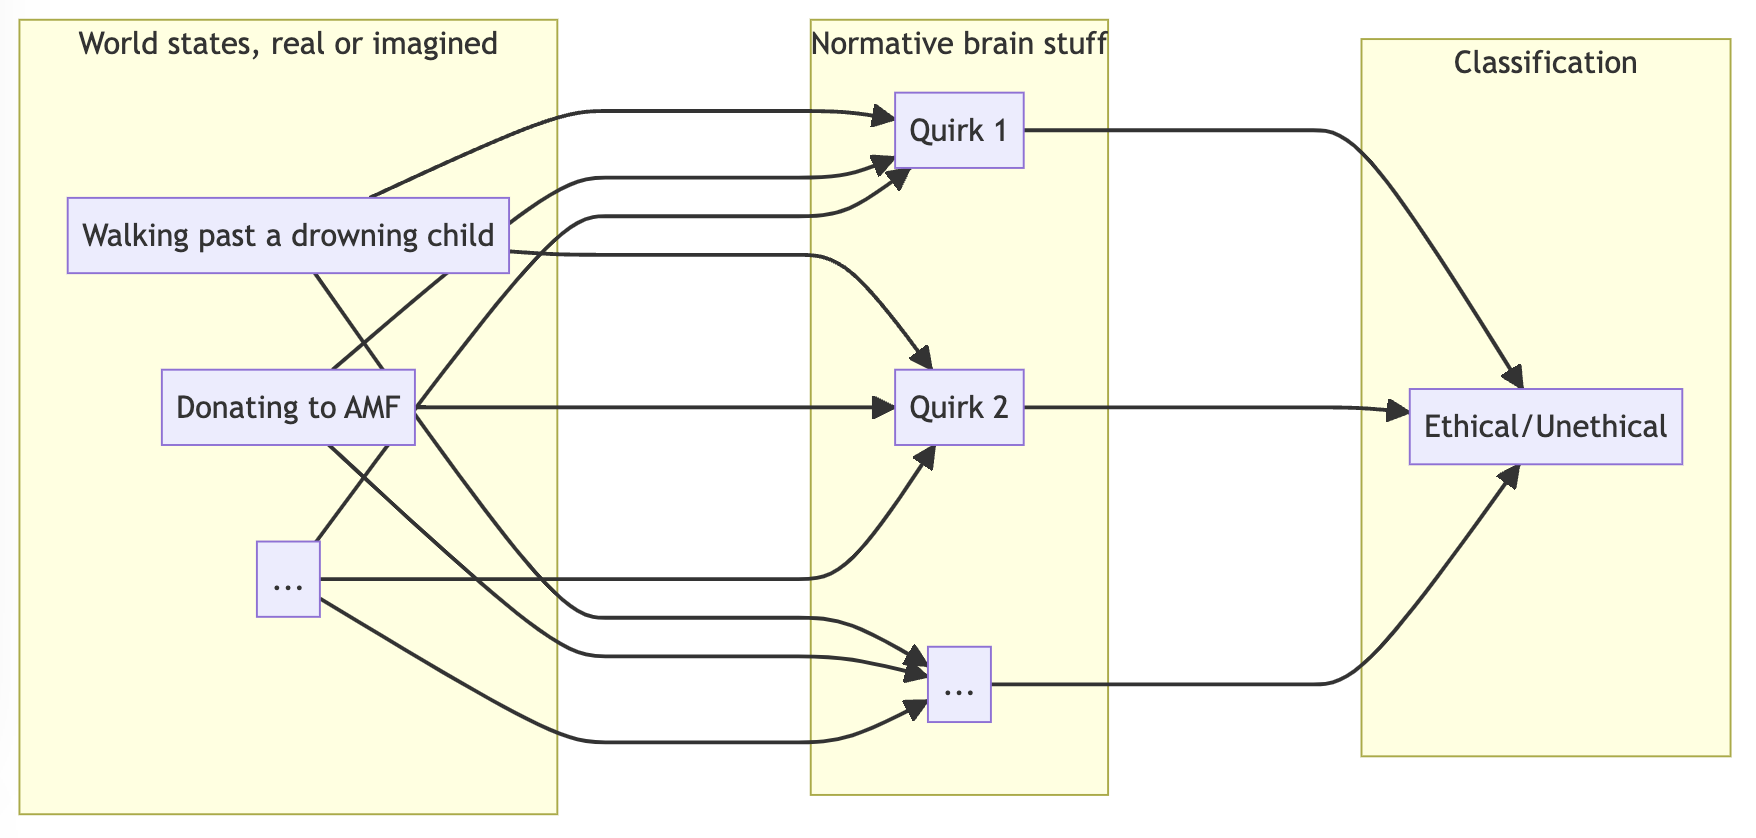 World states, real or imagined
Walking past a drowning child
Donating to AMF
...
Normative brain stuff
Quirk 1
Quirk 2
...
Classification
Ethical/Unethical